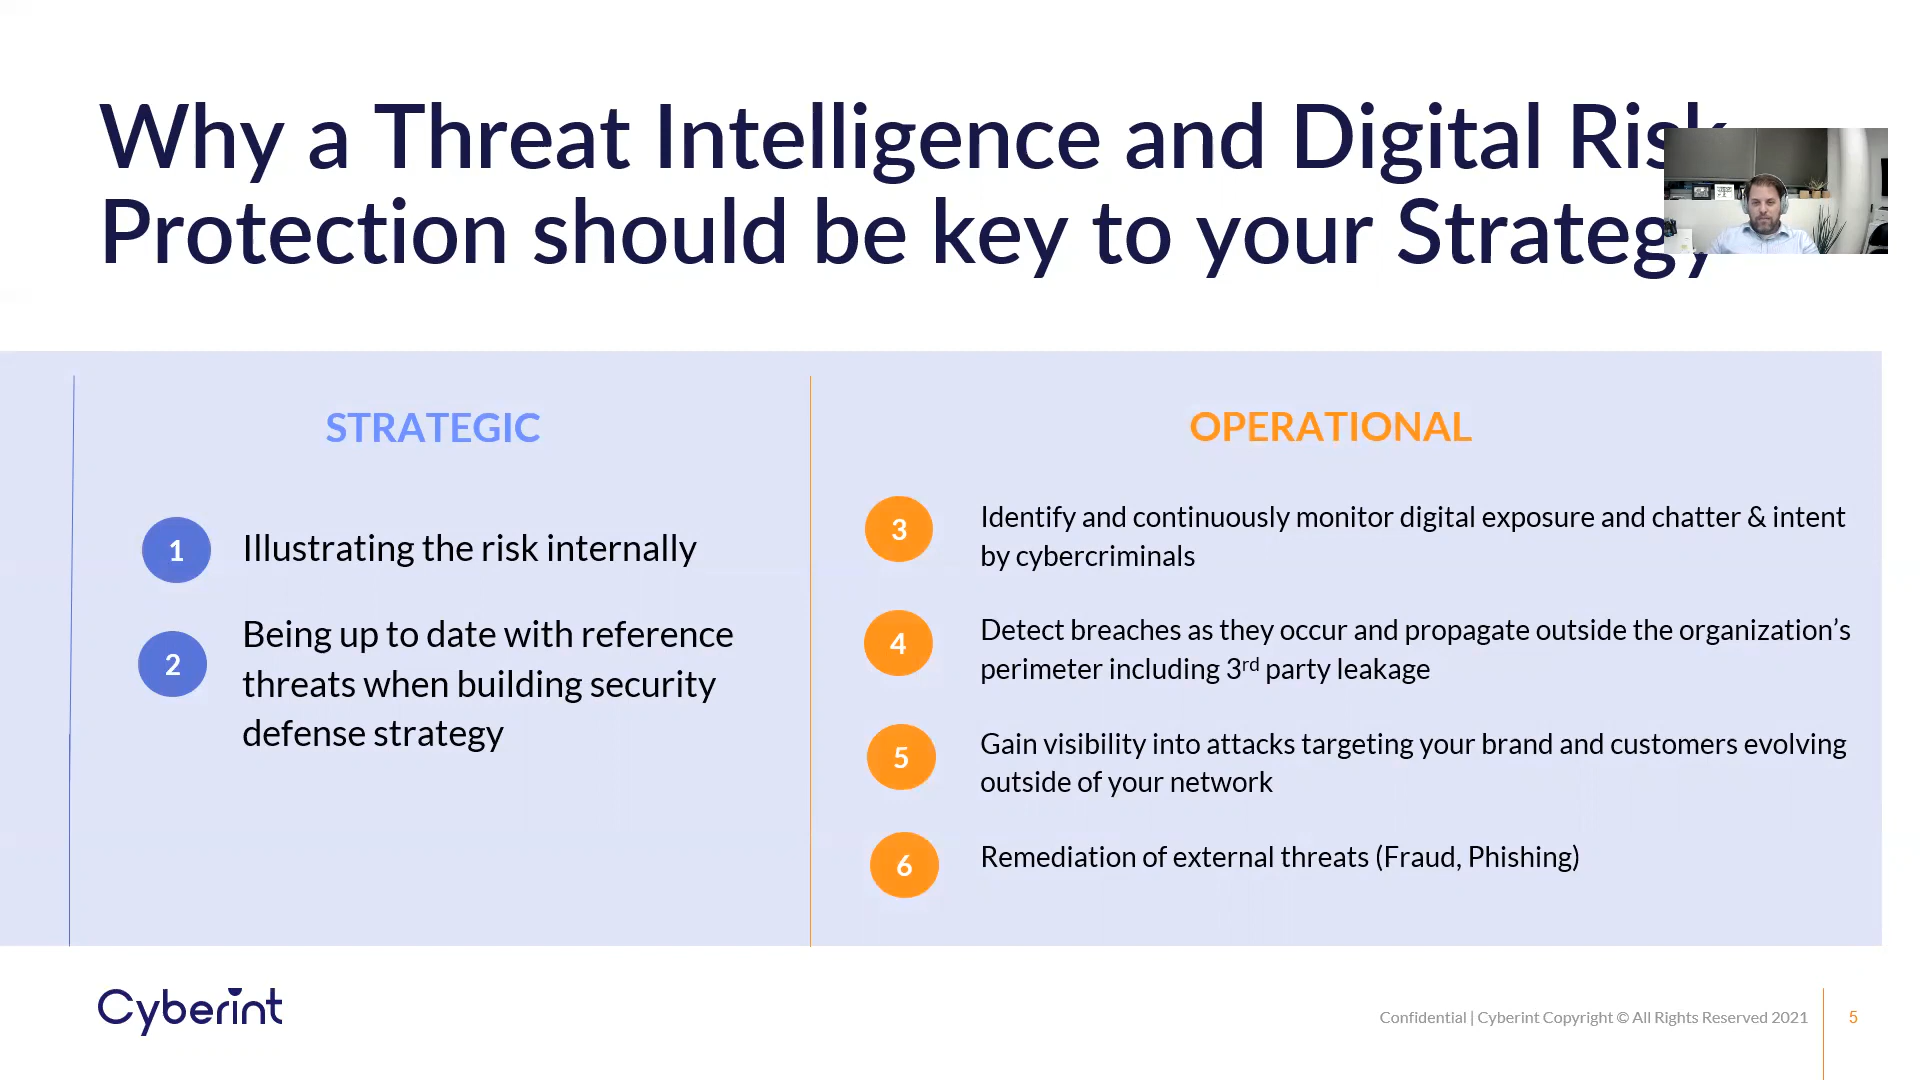 Why a Threat Intelligence and Digital Risk
Protection should be key to your Strategy
STRATEGIC
1 Illustrating the risk internally
2 Being up to date with reference
threats when building security
defense strategy
OPERATIONAL
3 Identify and continuously monitor digital exposure and chatter & intent
by cybercriminals
4 Detect breaches as they occur and propagate outside the organization’s
perimeter including 3rd party leakage
5 Gain visibility into attacks targeting your brand and customers evolving
outside of your network
6 Remediation of external threats (Fraud, Phishing)
Cyberint
Confidential | Cyberint Copyright © All Rights Reserved 2021
5